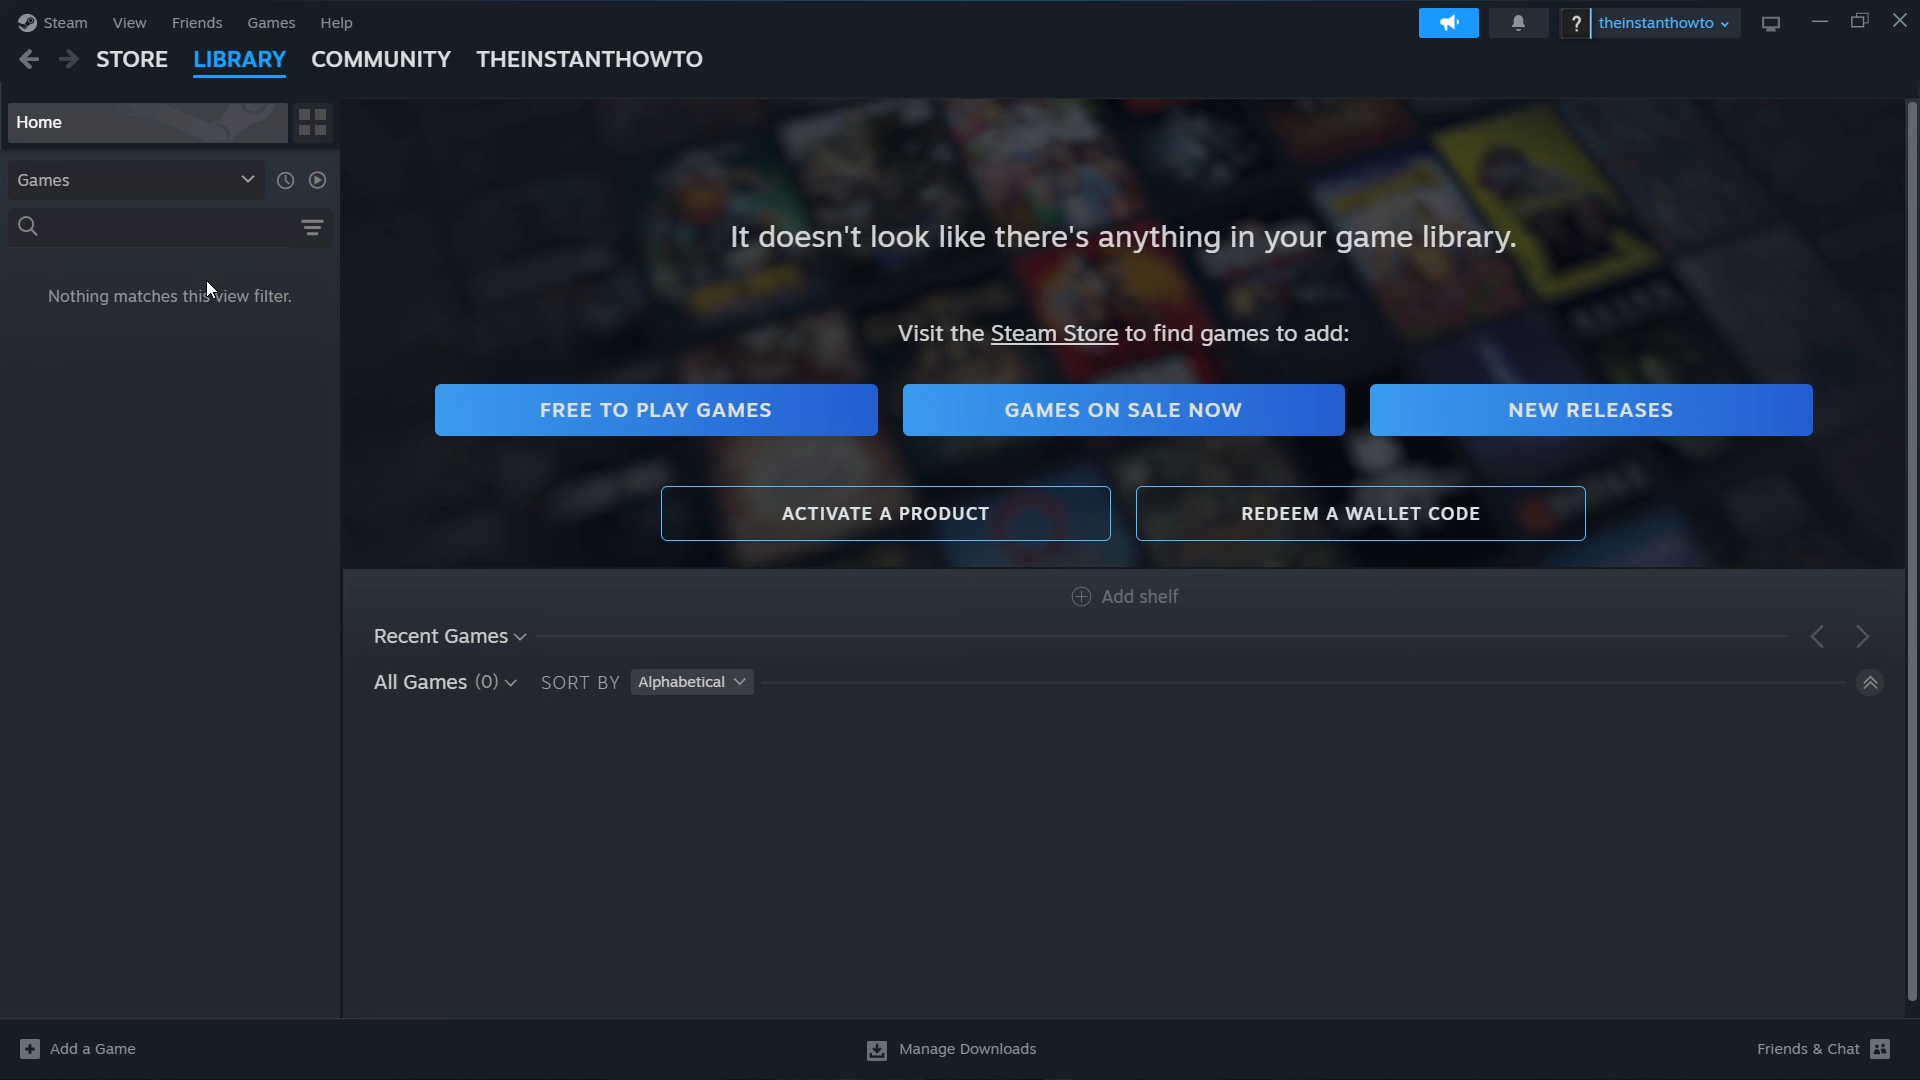 Steam View Friends Games Help ? theinstanthowto
STORE LIBRARY COMMUNITY THEINSTANTHOWTO
Home
Games
Nothing matches this view filter.
It doesn't look like there's anything in your game library.
Visit the Steam Store to find games to add:
FREE TO PLAY GAMES GAMES ON SALE NOW NEW RELEASES
ACTIVATE A PRODUCT REDEEM A WALLET CODE
Add shelf
Recent Games
All Games (0) SORT BY Alphabetical
Add a Game Manage Downloads Friends & Chat